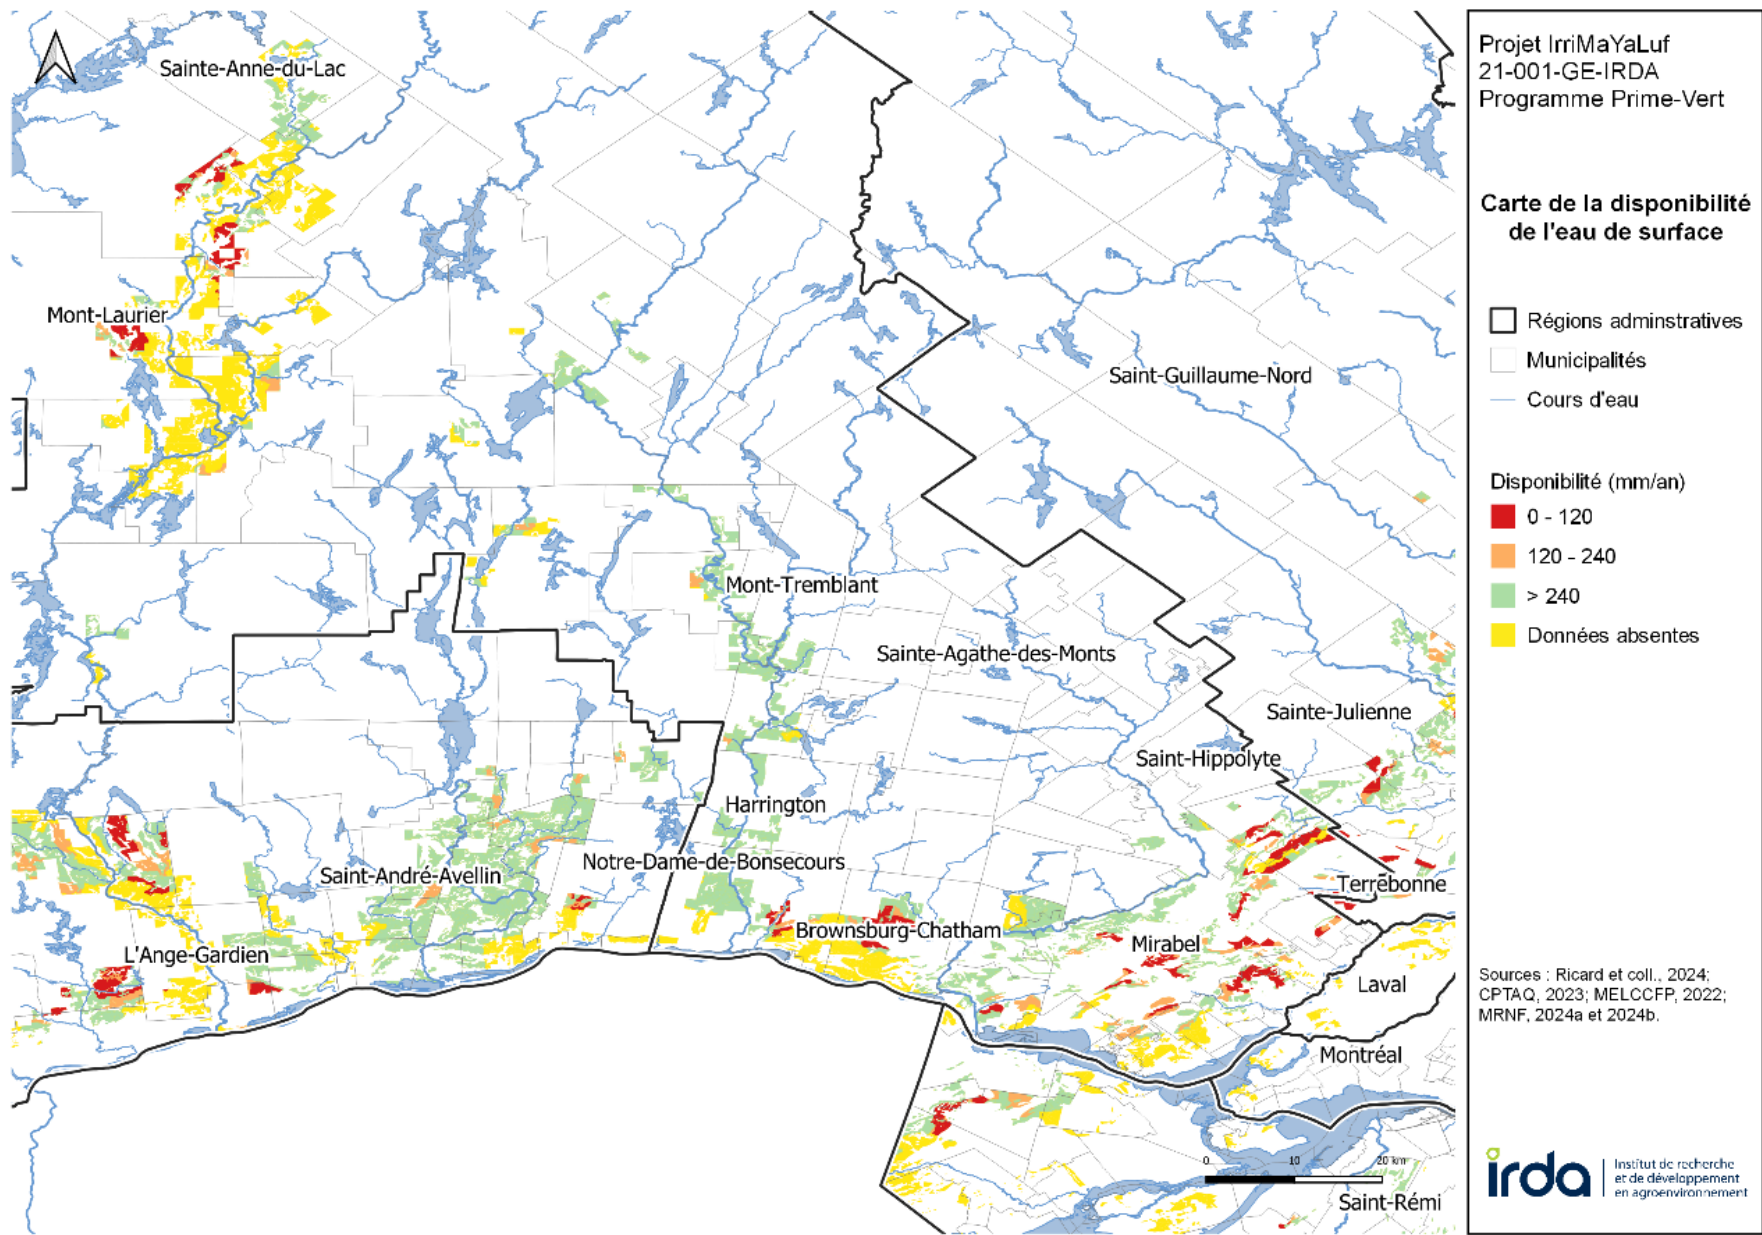 Sainte-Anne-du-Lac
Mont-Laurier
Saint-Guillaume-Nord
Mont-Tremblant
Sainte-Agathe-des-Monts
Sainte-Julienne
Saint-Hippolyte
Harrington
Notre-Dame-de-Bonsecours
Saint-André-Avellin
Terrebonne
Brownsburg-Chatham
Mirabel
L'Ange-Gardien
Laval
Montréal
0 10 20 km
Saint-Rémi
Projet IrriMaYaLuf
21-001-GE-IRDA
Programme Prime-Vert
Carte de la disponibilité
de l'eau de surface
Régions adminstratives
Municipalités
Cours d'eau
Disponibilité (mm/an)
0 - 120
120 - 240
> 240
Données absentes
Sources : Ricard et coll., 2024;
CPTAQ, 2023; MELCCFP, 2022;
MRNF, 2024a et 2024b.
irda
Institut de recherche
et de développement
en agroenvironnement